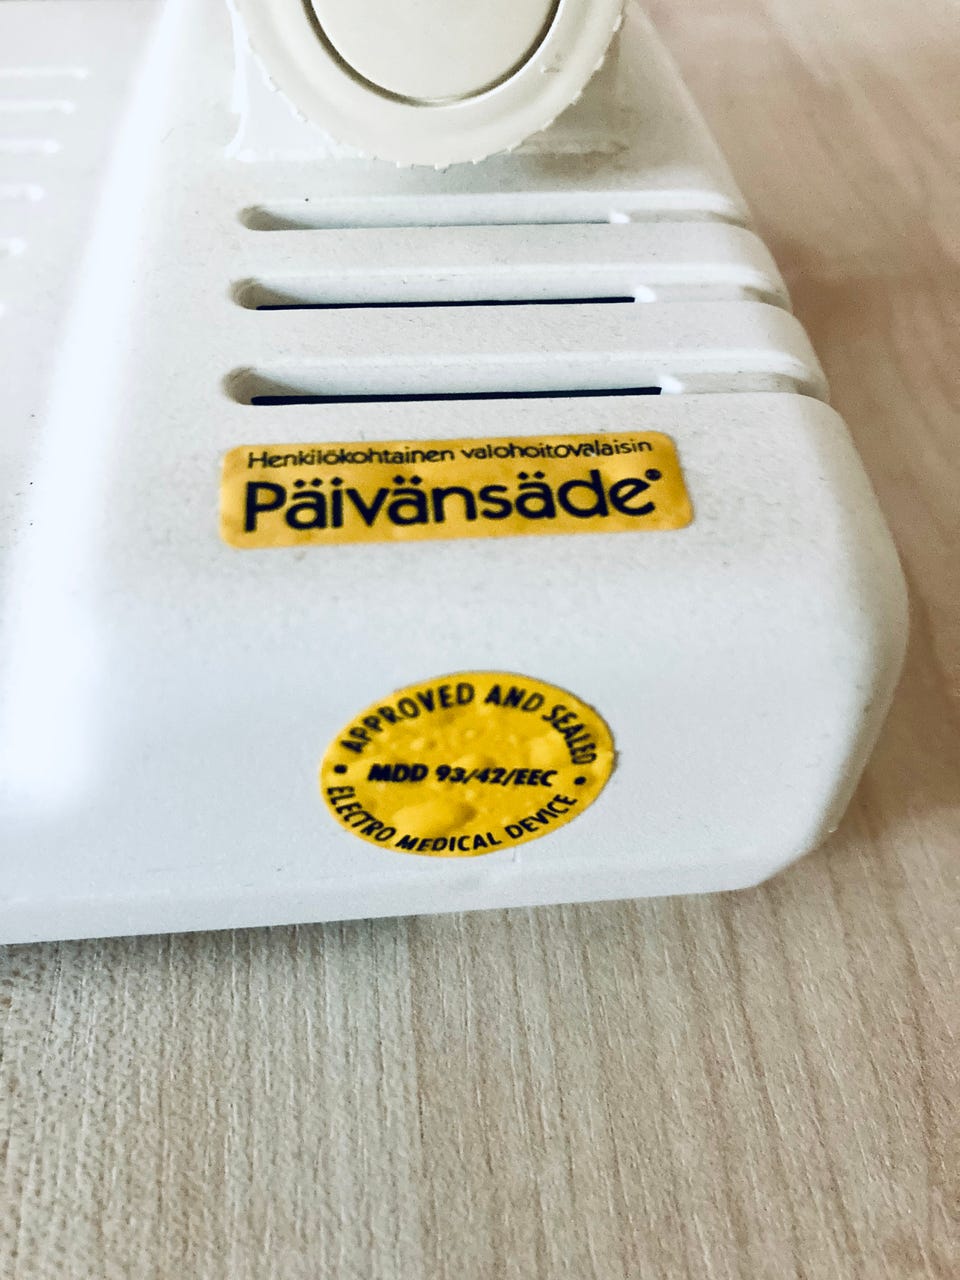 Henkilökohtainen valohoitovalaisin
Päivänsäde®
APPROVED AND SEALED
MDD 93/42/EEC
ELECTRO MEDICAL DEVICE